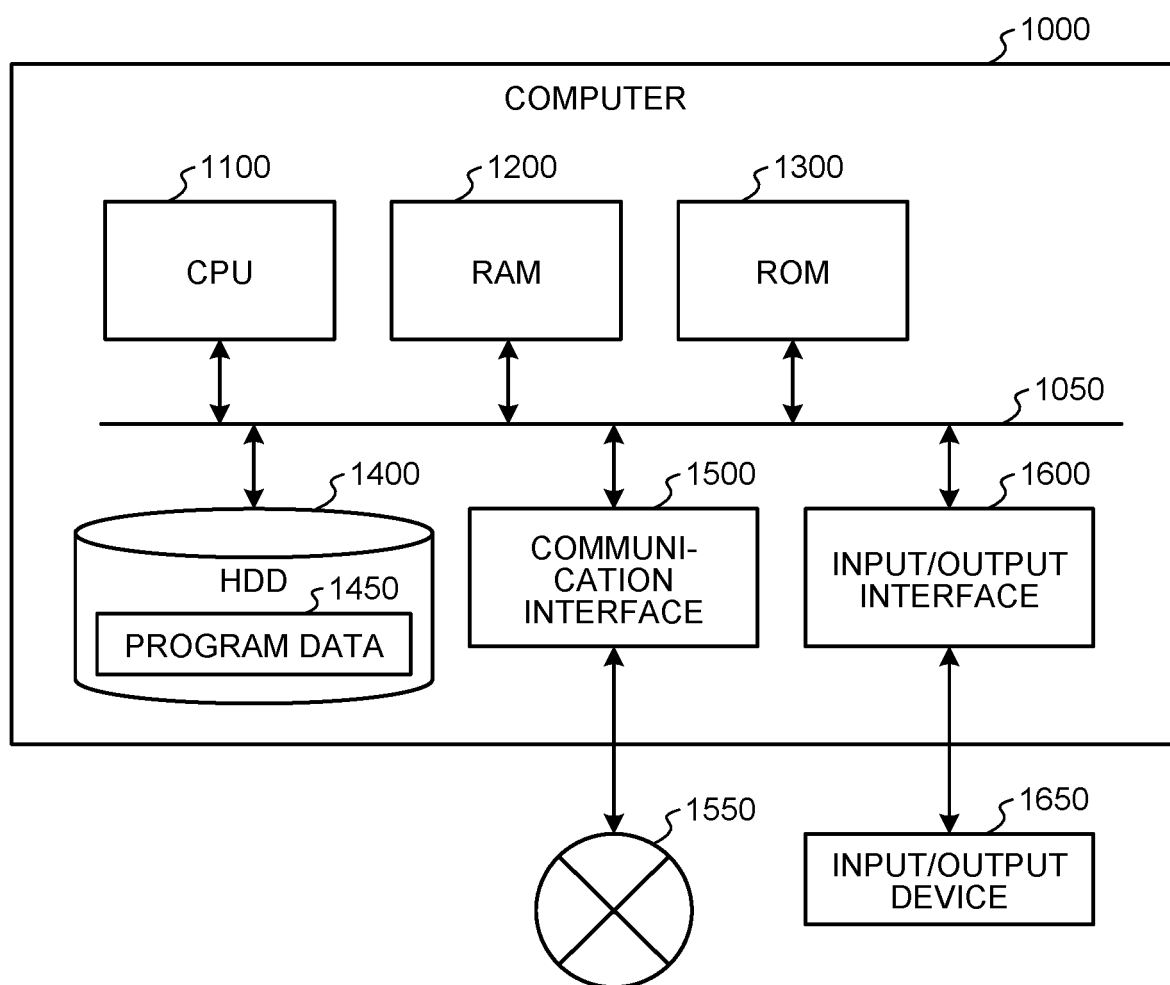 1000
COMPUTER
1100
1200
1300
CPU
RAM
ROM
1050
1400
1500
1600
HDD
1450
PROGRAM DATA
COMMUNI-
CATION
INTERFACE
INPUT/OUTPUT
INTERFACE
1550
1650
INPUT/OUTPUT
DEVICE